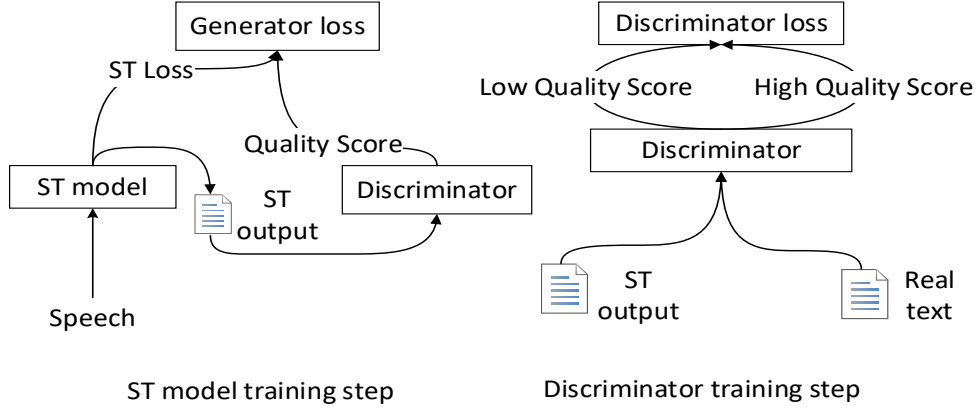 Generator loss
ST Loss
Quality Score
ST model
ST
output
Discriminator
Speech
ST model training step
Discriminator loss
Low Quality Score
High Quality Score
Discriminator
ST
output
Real
text
Discriminator training step